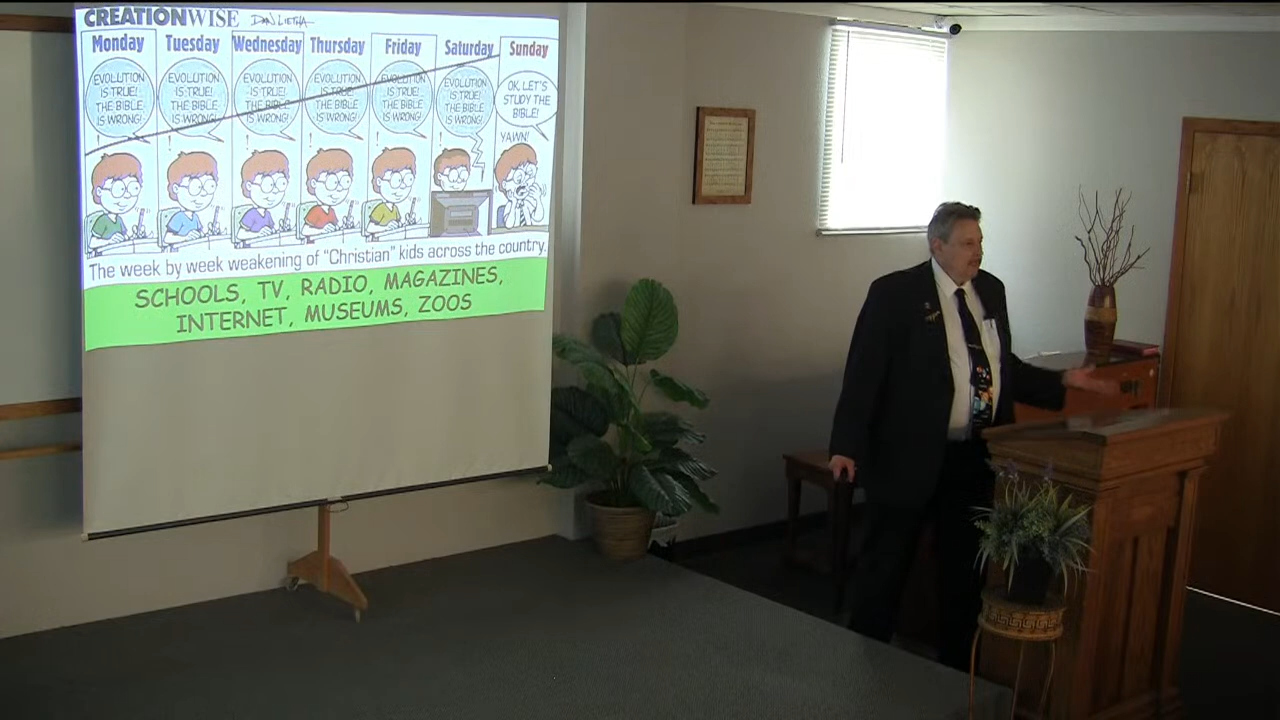 CREATIONWISE DAN LIETHA
Monday Tuesday Wednesday Thursday Friday Saturday Sunday
EVOLUTION
IS TRUE!
THE BIBLE
IS WRONG!
EVOLUTION
IS TRUE!
THE BIBLE
IS WRONG!
EVOLUTION
IS TRUE!
THE BIBLE
IS WRONG!
EVOLUTION
IS TRUE!
THE BIBLE
IS WRONG!
EVOLUTION
IS TRUE!
THE BIBLE
IS WRONG!
EVOLUTION
IS TRUE!
THE BIBLE
IS WRONG!
OK, LET'S
STUDY THE
BIBLE!
YAWN!
The week by week weakening of "Christian" kids across the country.
SCHOOLS, TV, RADIO, MAGAZINES,
INTERNET, MUSEUMS, ZOOS